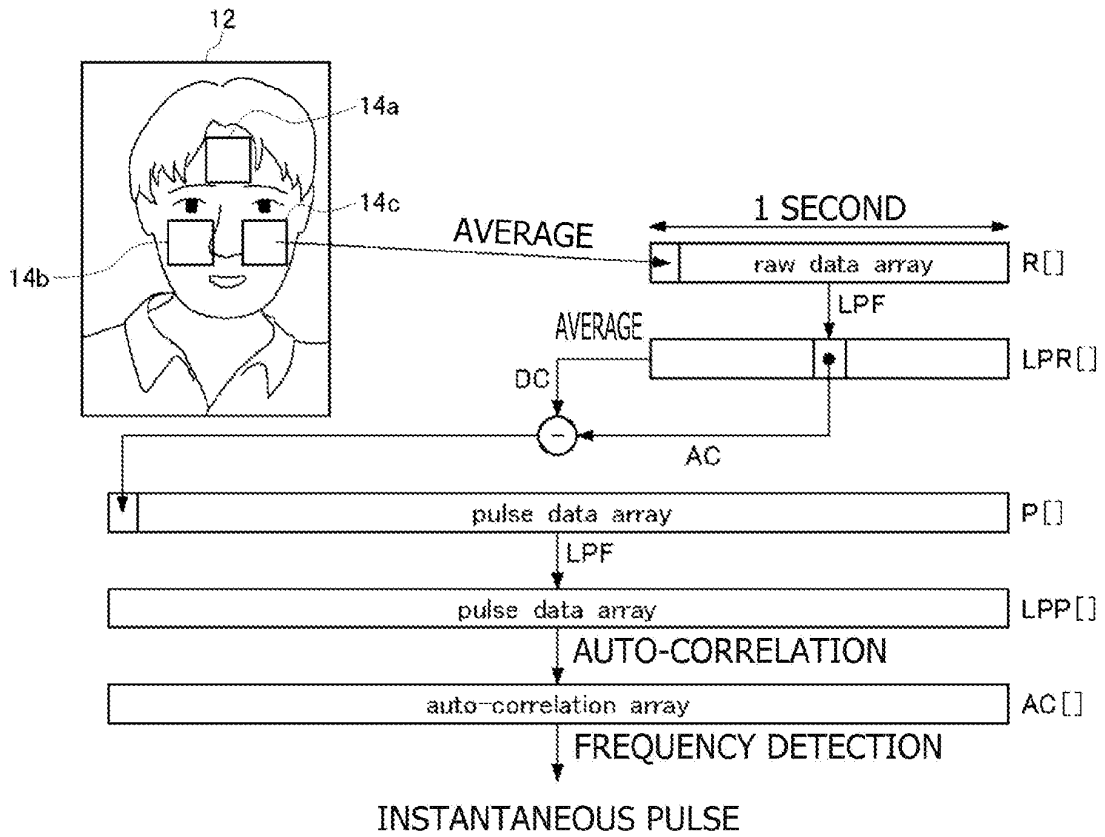 12
14a
14c
14b
AVERAGE
1 SECOND
raw data array
R[]
LPF
AVERAGE
LPR[]
DC
−
AC
pulse data array
P[]
LPF
pulse data array
LPP[]
AUTO-CORRELATION
auto-correlation array
AC[]
FREQUENCY DETECTION
INSTANTANEOUS PULSE